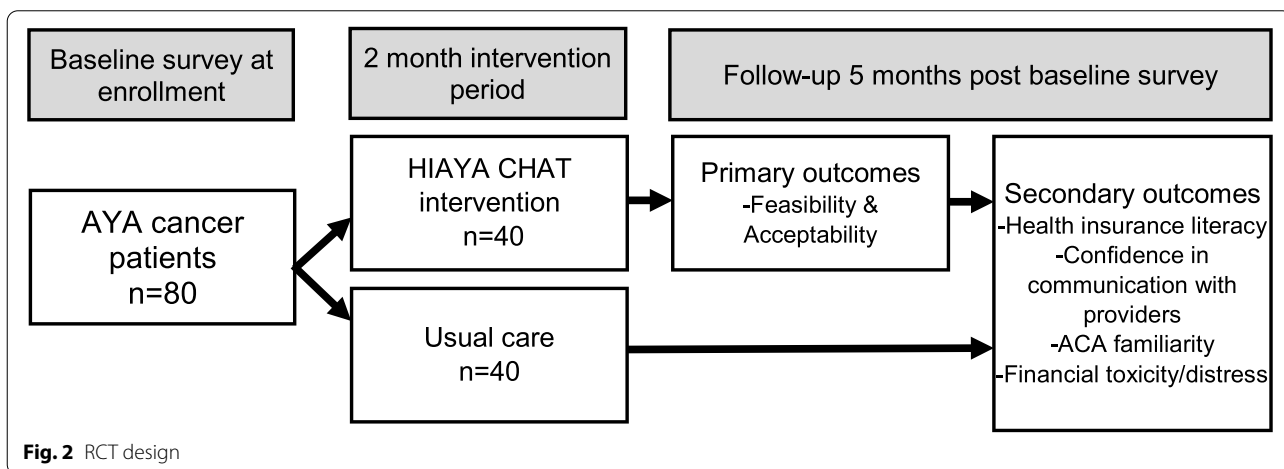 Baseline survey at
enrollment
2 month intervention
period
Follow-up 5 months post baseline survey
AYA cancer
patients
n=80
HIAYA CHAT
intervention
n=40
Usual care
n=40
Primary outcomes
-Feasibility &
Acceptability
Secondary outcomes
-Health insurance literacy
-Confidence in
communication with
providers
-ACA familiarity
-Financial toxicity/distress
Fig. 2 RCT design